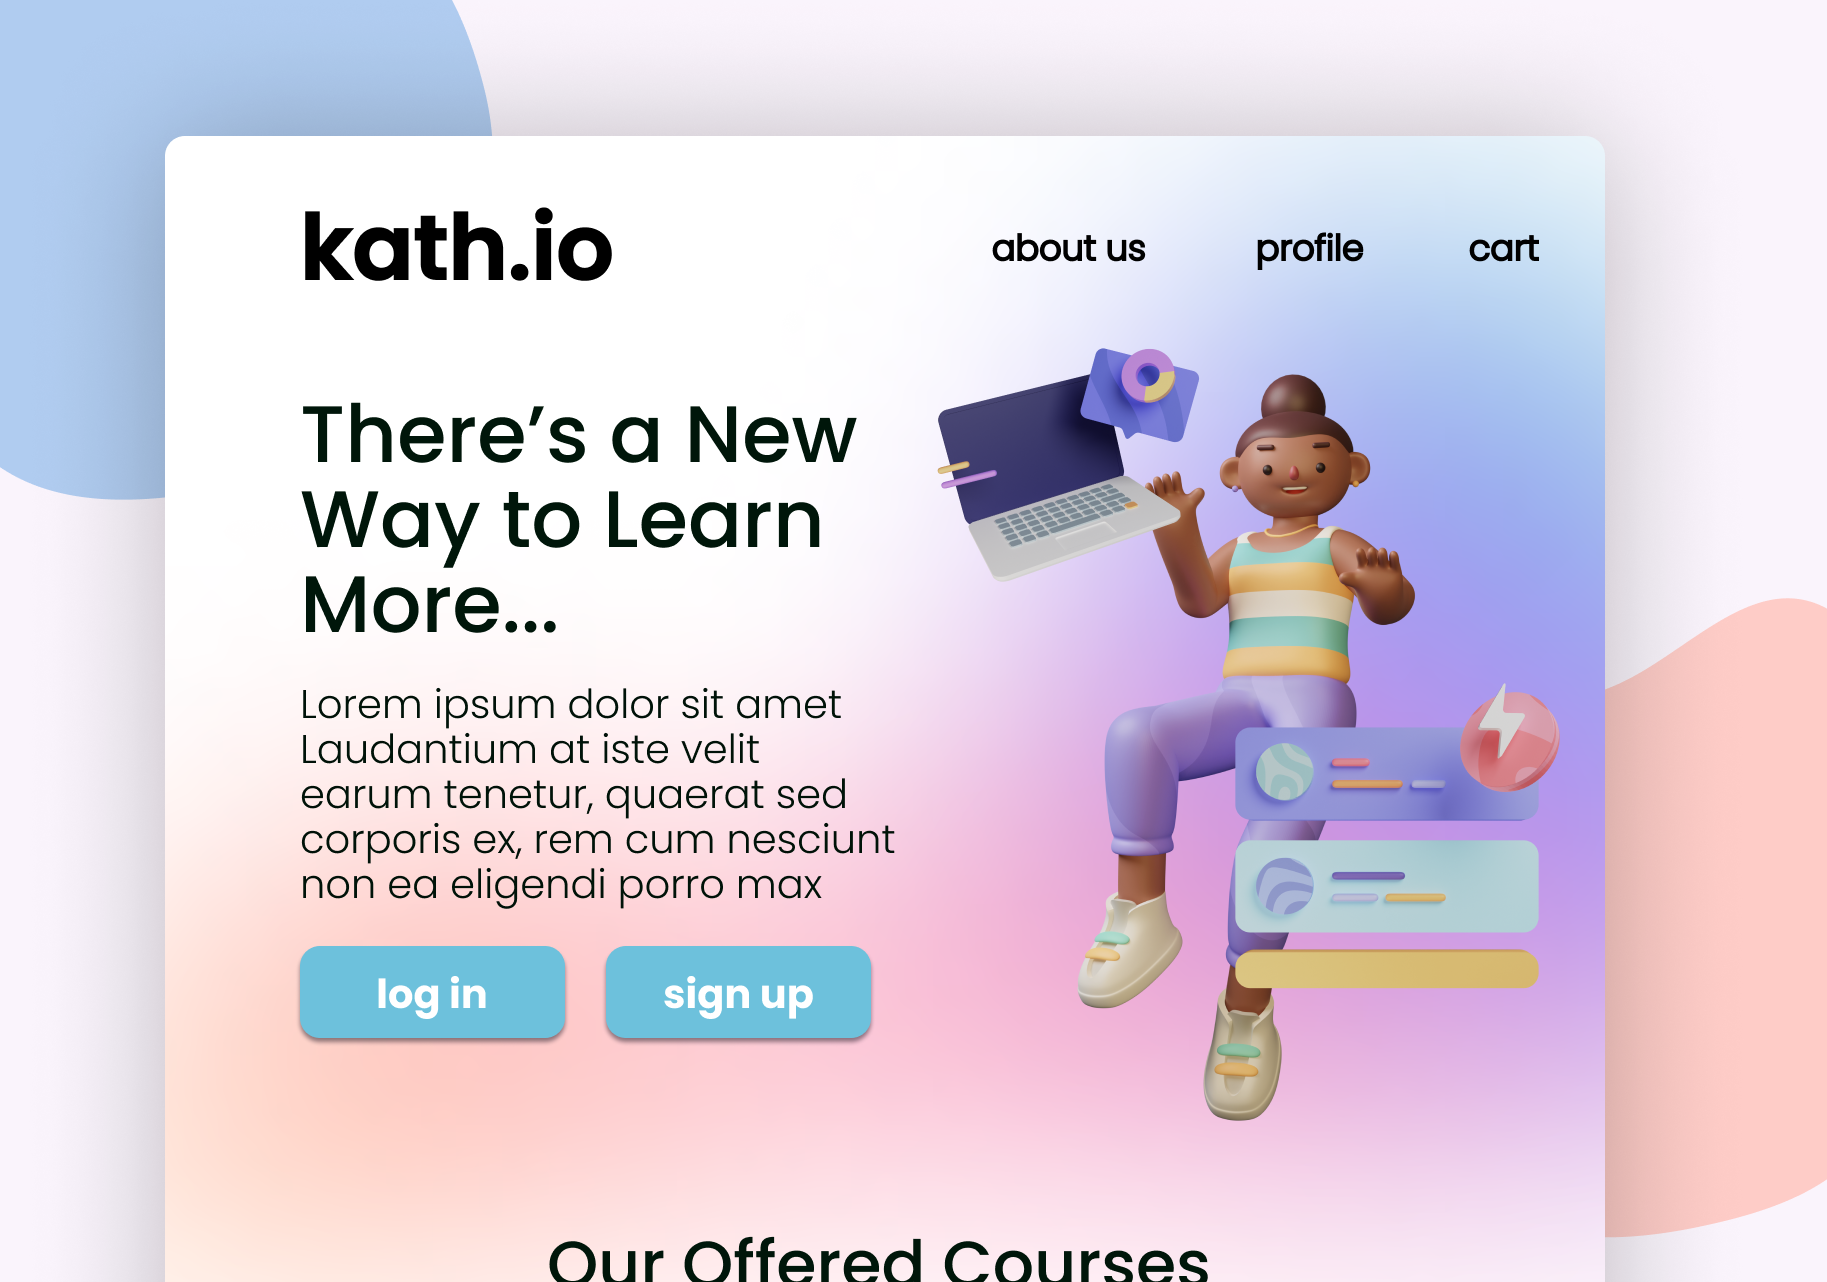 kath.io
about us profile cart
There’s a New
Way to Learn
More...
Lorem ipsum dolor sit amet
Laudantium at iste velit
earum tenetur, quaerat sed
corporis ex, rem cum nesciunt
non ea eligendi porro max
log in sign up
Our Offered Courses